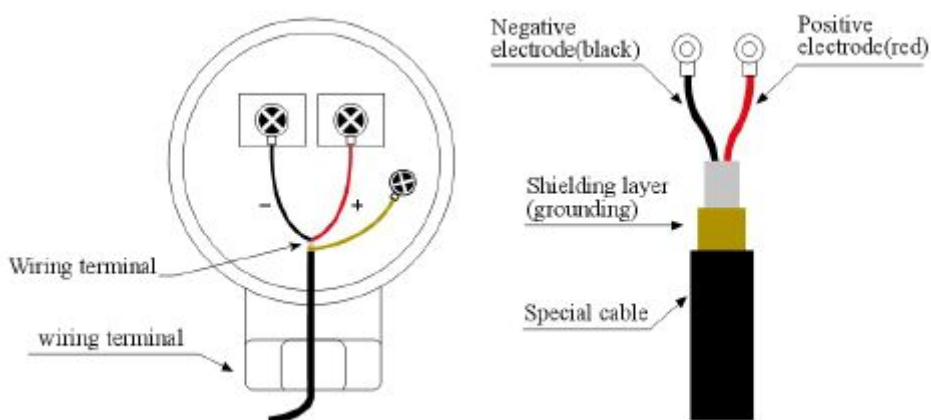 Negative
electrode(black)
Positive
electrode(red)
−
+
Shielding layer
(grounding)
Wiring terminal
Special cable
wiring terminal